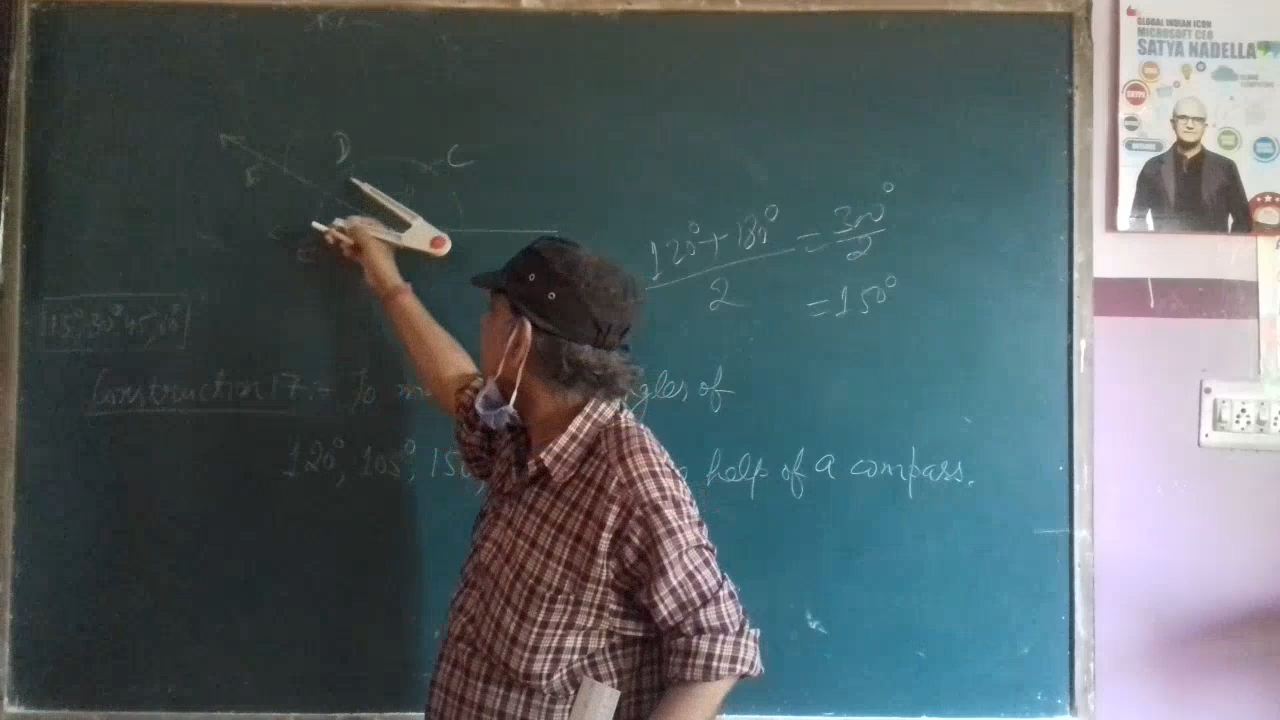 D
C
120° + 180° = 300°
2
2
= 150°
15°, 30°, 45°, 60°
Construction 17:- To
gles of
120°, 105°, 15
help of a compass.
GLOBAL INDIAN ICON
MICROSOFT CEO
SATYA NADELLA